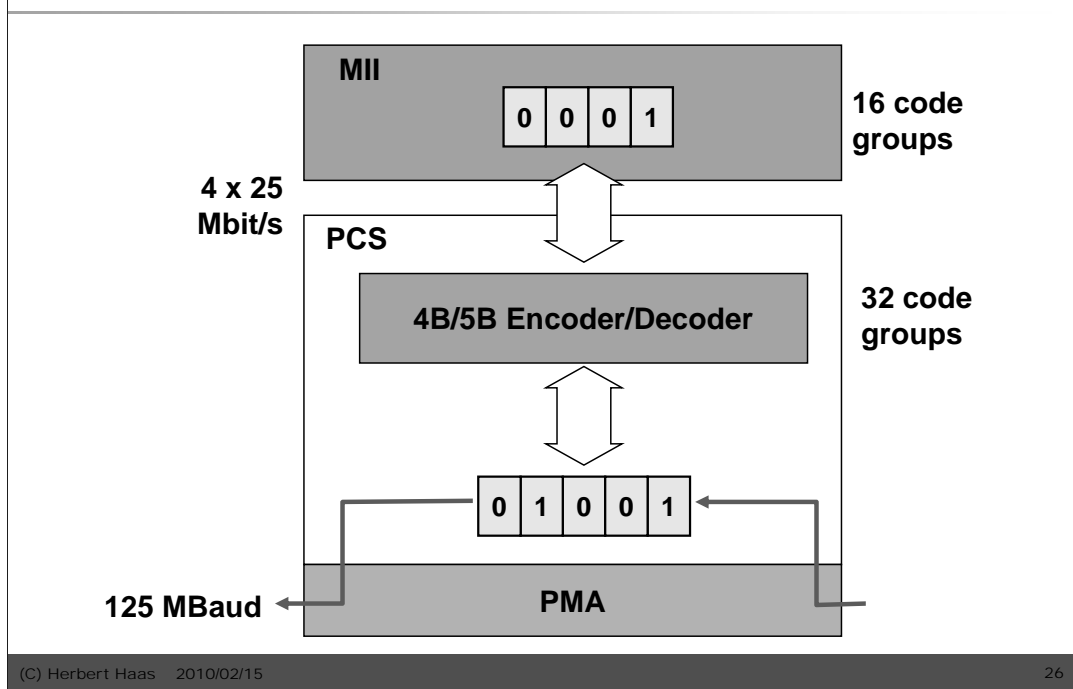 MII
0 0 0 1
16 code
groups
4 x 25
Mbit/s
PCS
4B/5B Encoder/Decoder
32 code
groups
0 1 0 0 1
PMA
125 MBaud
(C) Herbert Haas 2010/02/15
26